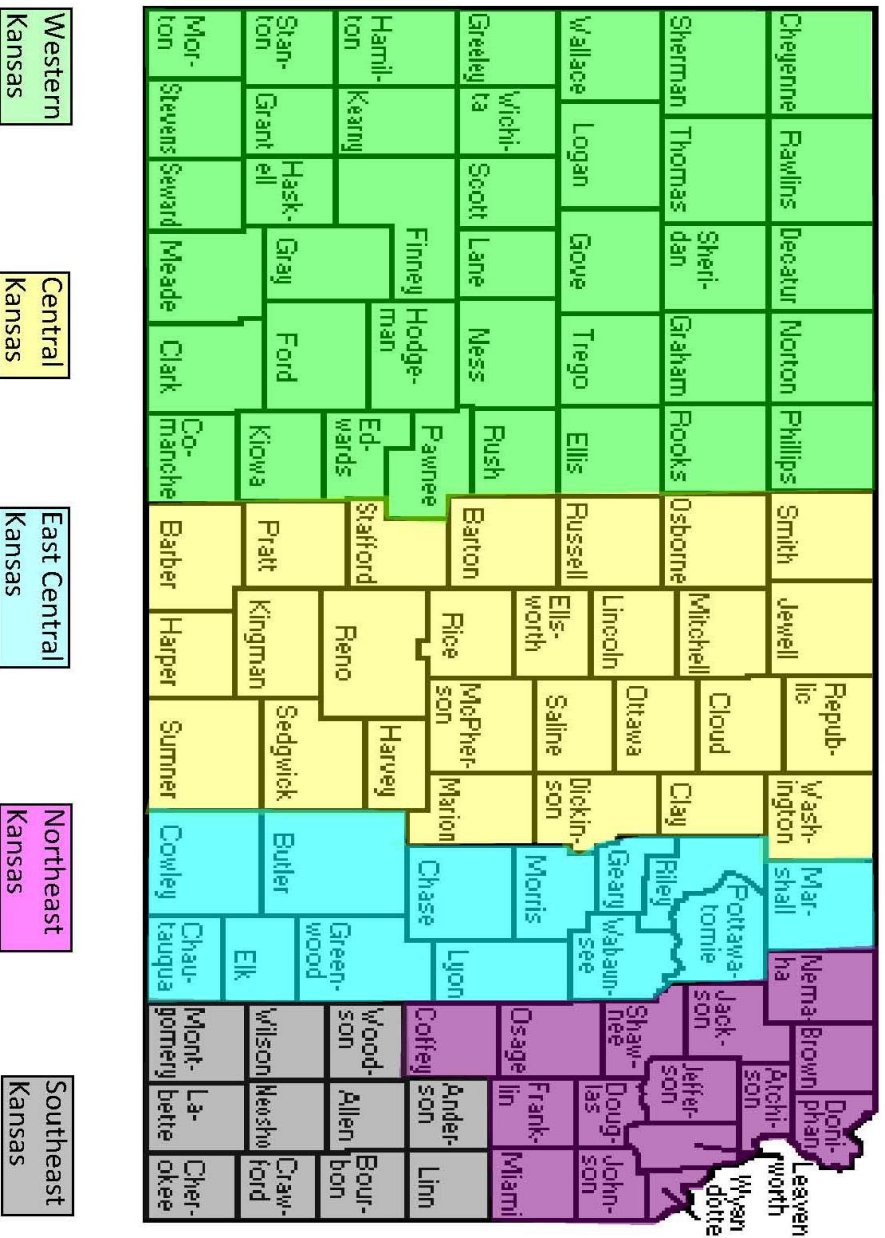 Cheyenne
Rawlins
Decatur
Norton
Phillips
Smith
Jewell
Repub-
lic
Wash-
ington
Mar-
shall
Nema-
ha
Brown
Doni-
phan
Sherman
Thomas
Sheri-
dan
Graham
Rooks
Osborne
Mitchell
Cloud
Clay
Riley
Pottawa-
tomie
Jack-
son
Atchi-
son
Jeffer-
son
Leaven
worth
Wyan
dotte
Wallace
Logan
Gove
Trego
Ellis
Russell
Lincoln
Ottawa
Saline
Dickin-
son
Geary
Wabaun-
see
Shaw-
nee
Doug-
las
John-
son
Greeley
Wichi-
ta
Scott
Lane
Ness
Rush
Barton
Ells-
worth
Rice
McPher-
son
Marion
Morris
Chase
Lyon
Osage
Frank-
lin
Miami
Hamil-
ton
Kearny
Finney
Hodge-
man
Pawnee
Ed-
wards
Stafford
Reno
Harvey
Butler
Green-
wood
Coffey
Ander-
son
Linn
Stan-
ton
Grant
Hask-
ell
Gray
Ford
Kiowa
Pratt
Kingman
Sedgwick
Elk
Wood-
son
Allen
Bour-
bon
Wilson
Neosho
Craw-
ford
Mor-
ton
Stevens
Seward
Meade
Clark
Co-
manche
Barber
Harper
Sumner
Cowley
Chau-
tauqua
Mont-
gomery
La-
bette
Cher-
okee
Western
Kansas
Central
Kansas
East Central
Kansas
Northeast
Kansas
Southeast
Kansas